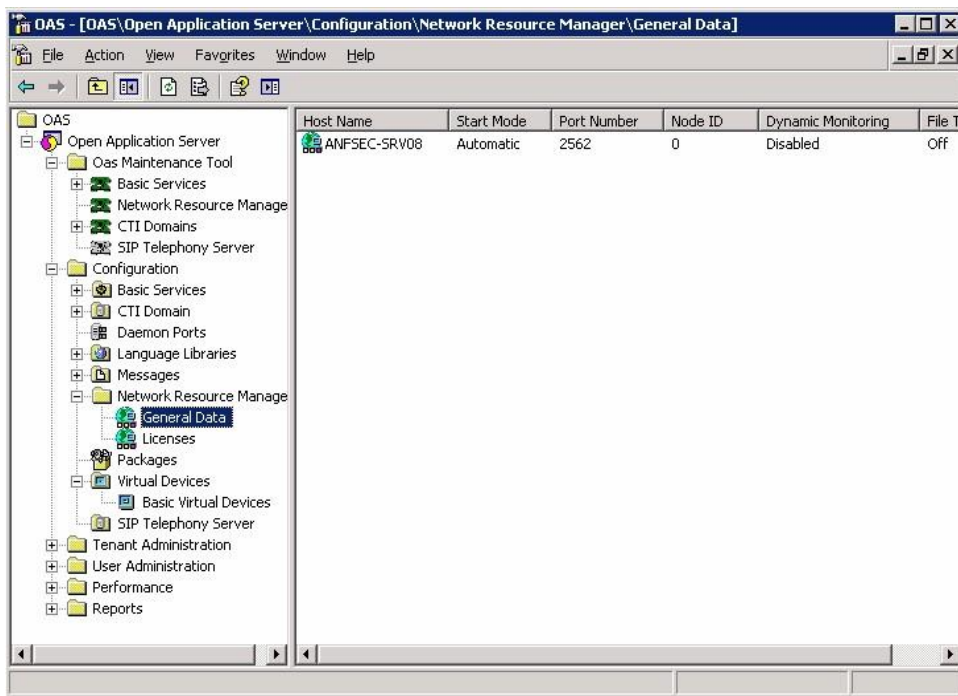 OAS - [OAS\Open Application Server\Configuration\Network Resource Manager\General Data]
File Action View Favorites Window Help
OAS
Open Application Server
Oas Maintenance Tool
Basic Services
Network Resource Manage
CTI Domains
SIP Telephony Server
Configuration
Basic Services
CTI Domain
Daemon Ports
Language Libraries
Messages
Network Resource Manage
General Data
Licenses
Packages
Virtual Devices
Basic Virtual Devices
SIP Telephony Server
Tenant Administration
User Administration
Performance
Reports
Host Name Start Mode Port Number Node ID Dynamic Monitoring File T
ANFSEC-SRV08 Automatic 2562 0 Disabled Off